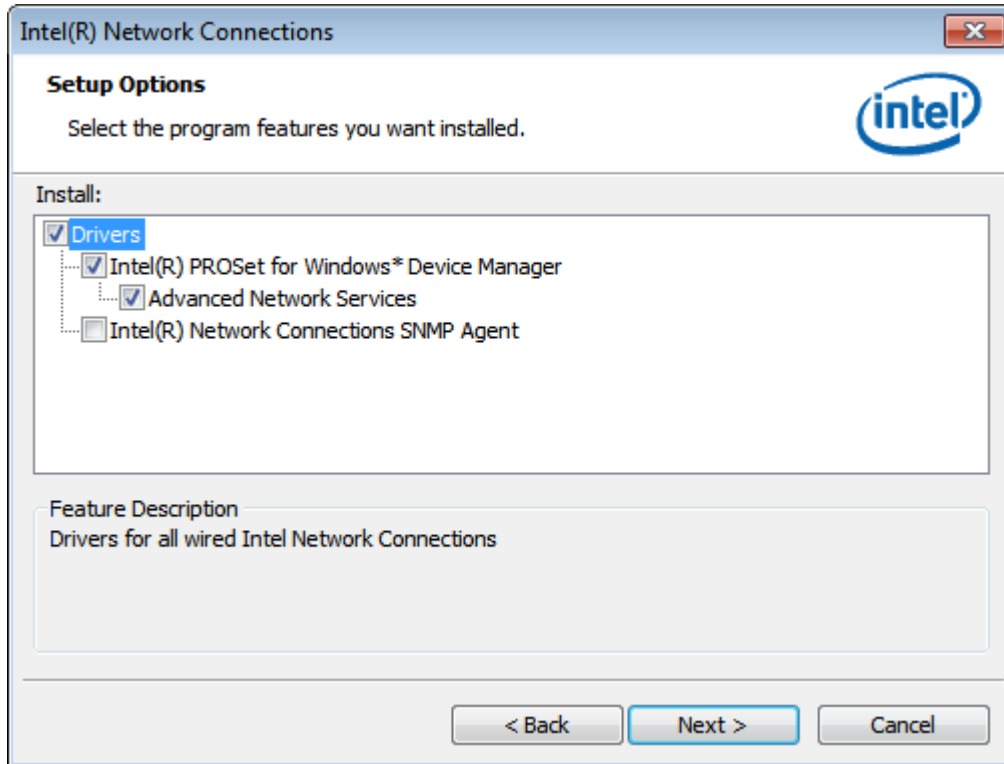 Intel(R) Network Connections
Setup Options
Select the program features you want installed.
intel
Install:
Drivers
Intel(R) PROSet for Windows* Device Manager
Advanced Network Services
Intel(R) Network Connections SNMP Agent
Feature Description
Drivers for all wired Intel Network Connections
< Back Next > Cancel